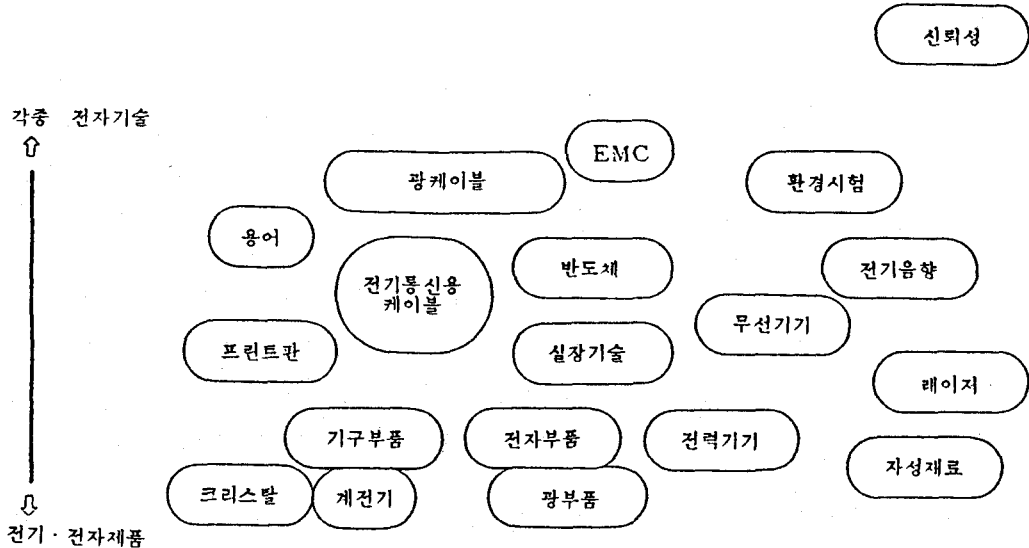 신뢰성
각종 전자기술
EMC
광케이블
환경시험
용어
전기통신용
케이블
반도체
전기음향
무선기기
프린트판
실장기술
래이저
기구부품
전자부품
전력기기
자성재료
크리스탈
계전기
광부품
전기 · 전자제품